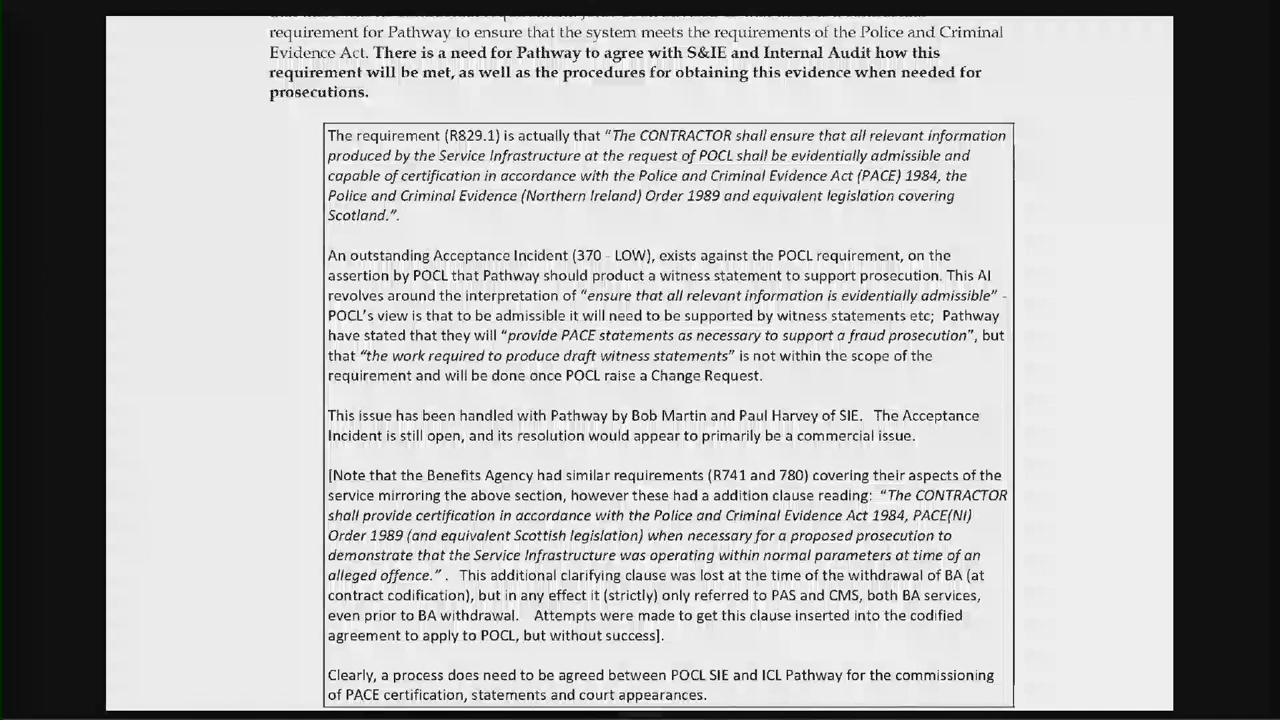 requirement for Pathway to ensure that the system meets the requirements of the Police and Criminal
Evidence Act. There is a need for Pathway to agree with S&IE and Internal Audit how this
requirement will be met, as well as the procedures for obtaining this evidence when needed for
prosecutions.
The requirement (R829.1) is actually that “The CONTRACTOR shall ensure that all relevant information
produced by the Service Infrastructure at the request of POCL shall be evidentially admissible and
capable of certification in accordance with the Police and Criminal Evidence Act (PACE) 1984, the
Police and Criminal Evidence (Northern Ireland) Order 1989 and equivalent legislation covering
Scotland.”.
An outstanding Acceptance Incident (370 - LOW), exists against the POCL requirement, on the
assertion by POCL that Pathway should product a witness statement to support prosecution. This AI
revolves around the interpretation of “ensure that all relevant information is evidentially admissible” -
POCL’s view is that to be admissible it will need to be supported by witness statements etc; Pathway
have stated that they will “provide PACE statements as necessary to support a fraud prosecution”, but
that “the work required to produce draft witness statements” is not within the scope of the
requirement and will be done once POCL raise a Change Request.
This issue has been handled with Pathway by Bob Martin and Paul Harvey of SIE. The Acceptance
Incident is still open, and its resolution would appear to primarily be a commercial issue.
[Note that the Benefits Agency had similar requirements (R741 and 780) covering their aspects of the
service mirroring the above section, however these had a addition clause reading: “The CONTRACTOR
shall provide certification in accordance with the Police and Criminal Evidence Act 1984, PACE(NI)
Order 1989 (and equivalent Scottish legislation) when necessary for a proposed prosecution to
demonstrate that the Service Infrastructure was operating within normal parameters at time of an
alleged offence.” . This additional clarifying clause was lost at the time of the withdrawal of BA (at
contract codification), but in any effect it (strictly) only referred to PAS and CMS, both BA services,
even prior to BA withdrawal. Attempts were made to get this clause inserted into the codified
agreement to apply to POCL, but without success].
Clearly, a process does need to be agreed between POCL SIE and ICL Pathway for the commissioning
of PACE certification, statements and court appearances.